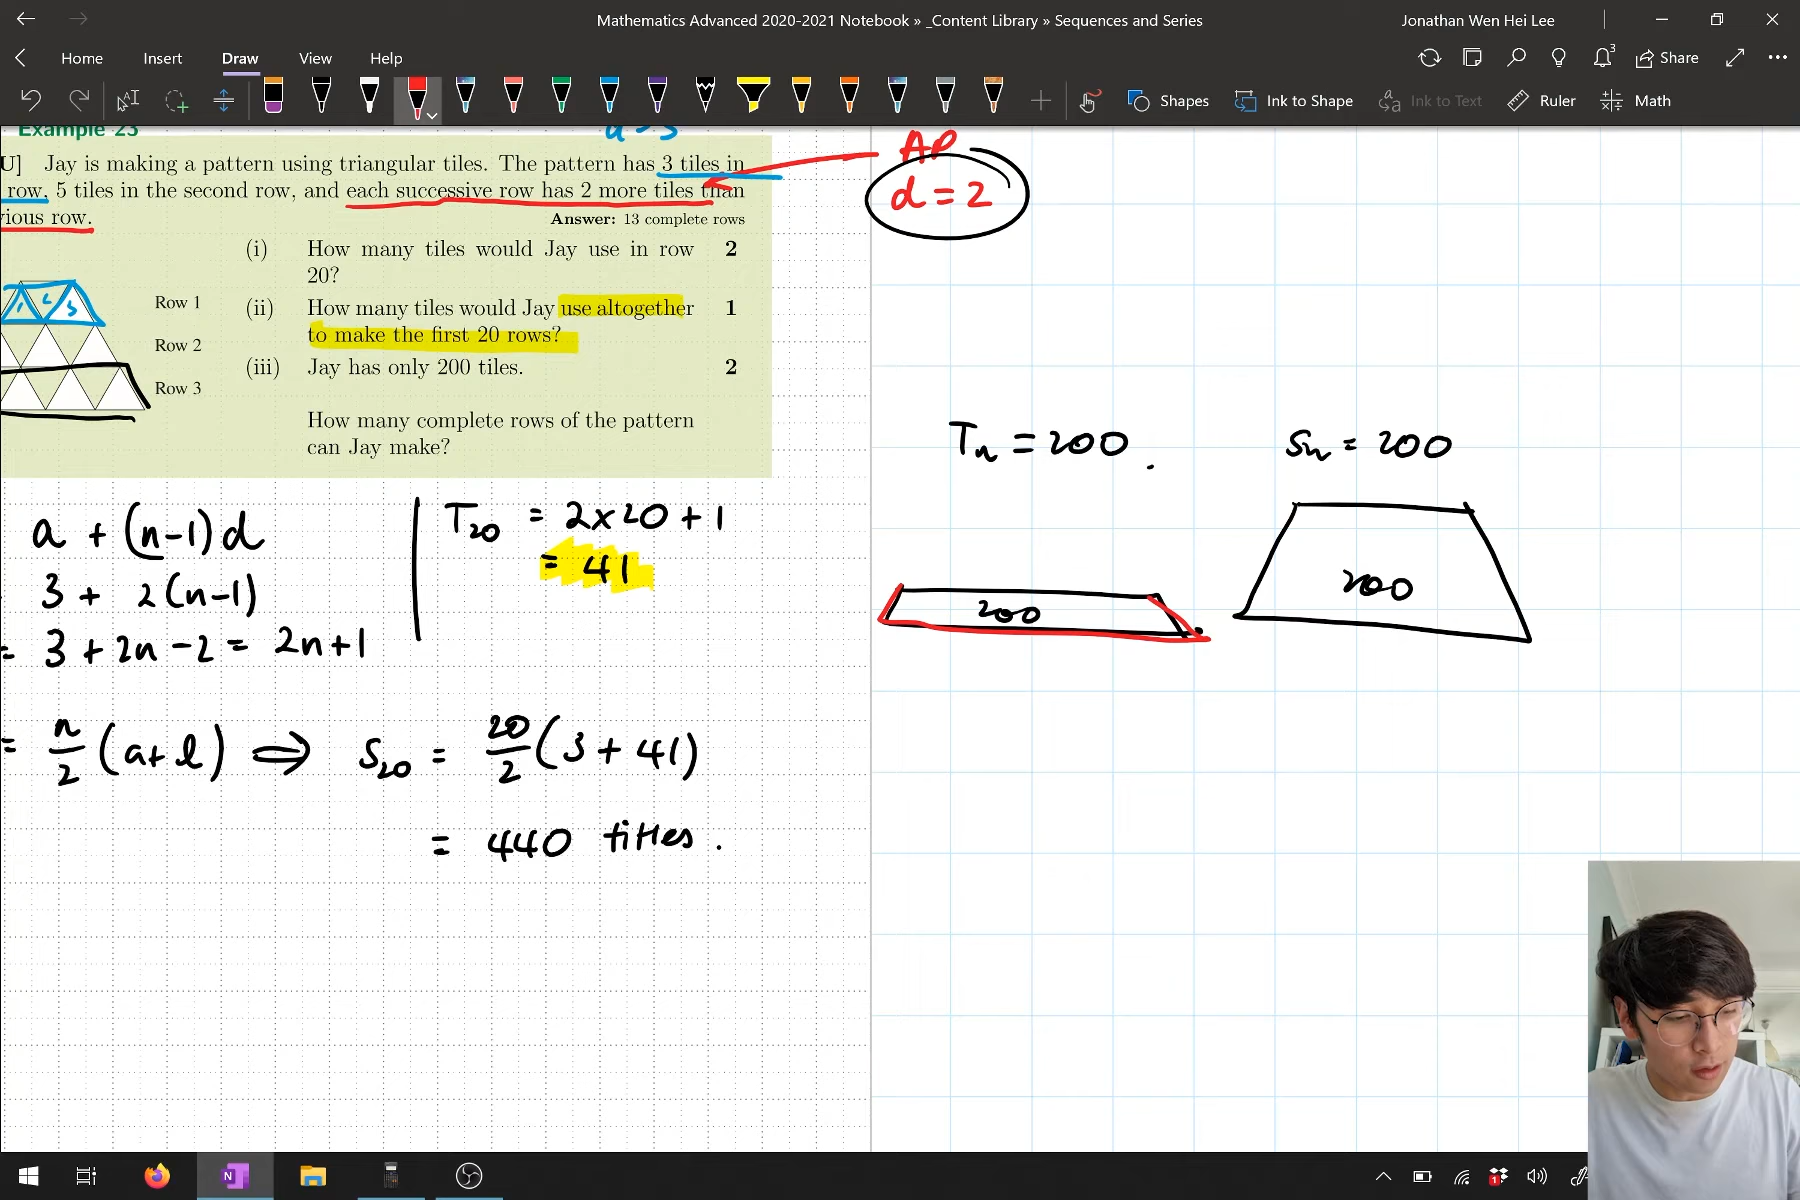 Mathematics Advanced 2020-2021 Notebook » _Content Library » Sequences and Series
Jonathan Wen Hei Lee
Home Insert Draw View Help
3
Share
Shapes
Ink to Shape
Ink to Text
Ruler
Math
Example 23
U] Jay is making a pattern using triangular tiles. The pattern has 3 tiles in
row, 5 tiles in the second row, and each successive row has 2 more tiles than
vious row.
Answer: 13 complete rows
(i) How many tiles would Jay use in row 2
20?
(ii) How many tiles would Jay use altogether 1
to make the first 20 rows?
(iii) Jay has only 200 tiles. 2
How many complete rows of the pattern
can Jay make?
Row 1
Row 2
Row 3
1 2 3
AP
d = 2
a + (n-1)d
3 + 2(n-1)
= 3 + 2n - 2 = 2n+1
T20 = 2x20 + 1
= 41
= n/2 (a+l) ⟹ S20 = 20/2 (3 + 41)
= 440 titles.
Tn = 200.
Sn = 200
200
200
N
1